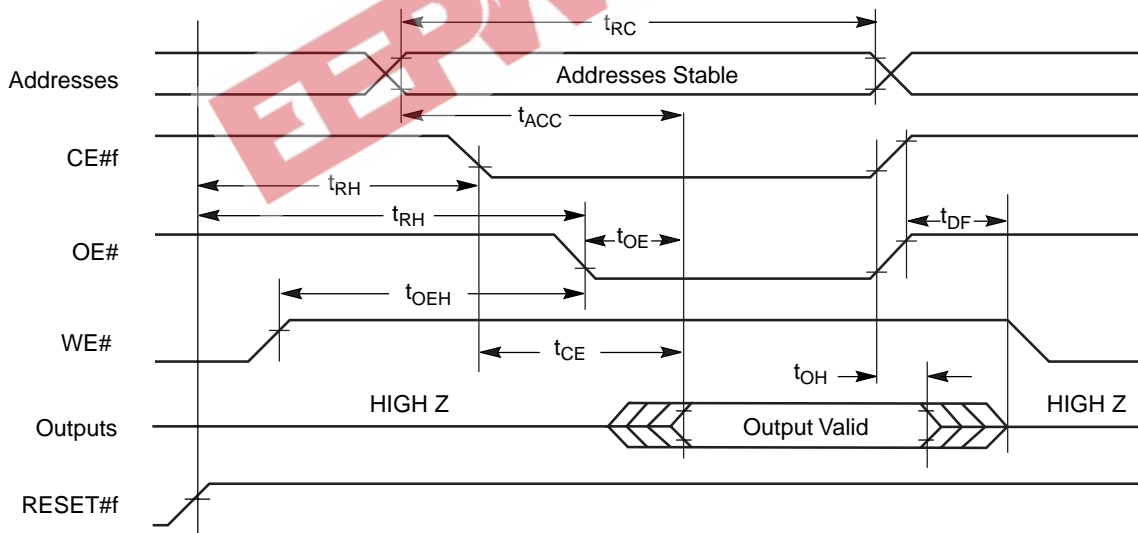 tRC
Addresses
Addresses Stable
tACC
CE#f
tRH
tRH
tOE
tDF
OE#
tOEH
WE#
tCE
tOH
HIGH Z
HIGH Z
Outputs
Output Valid
RESET#f